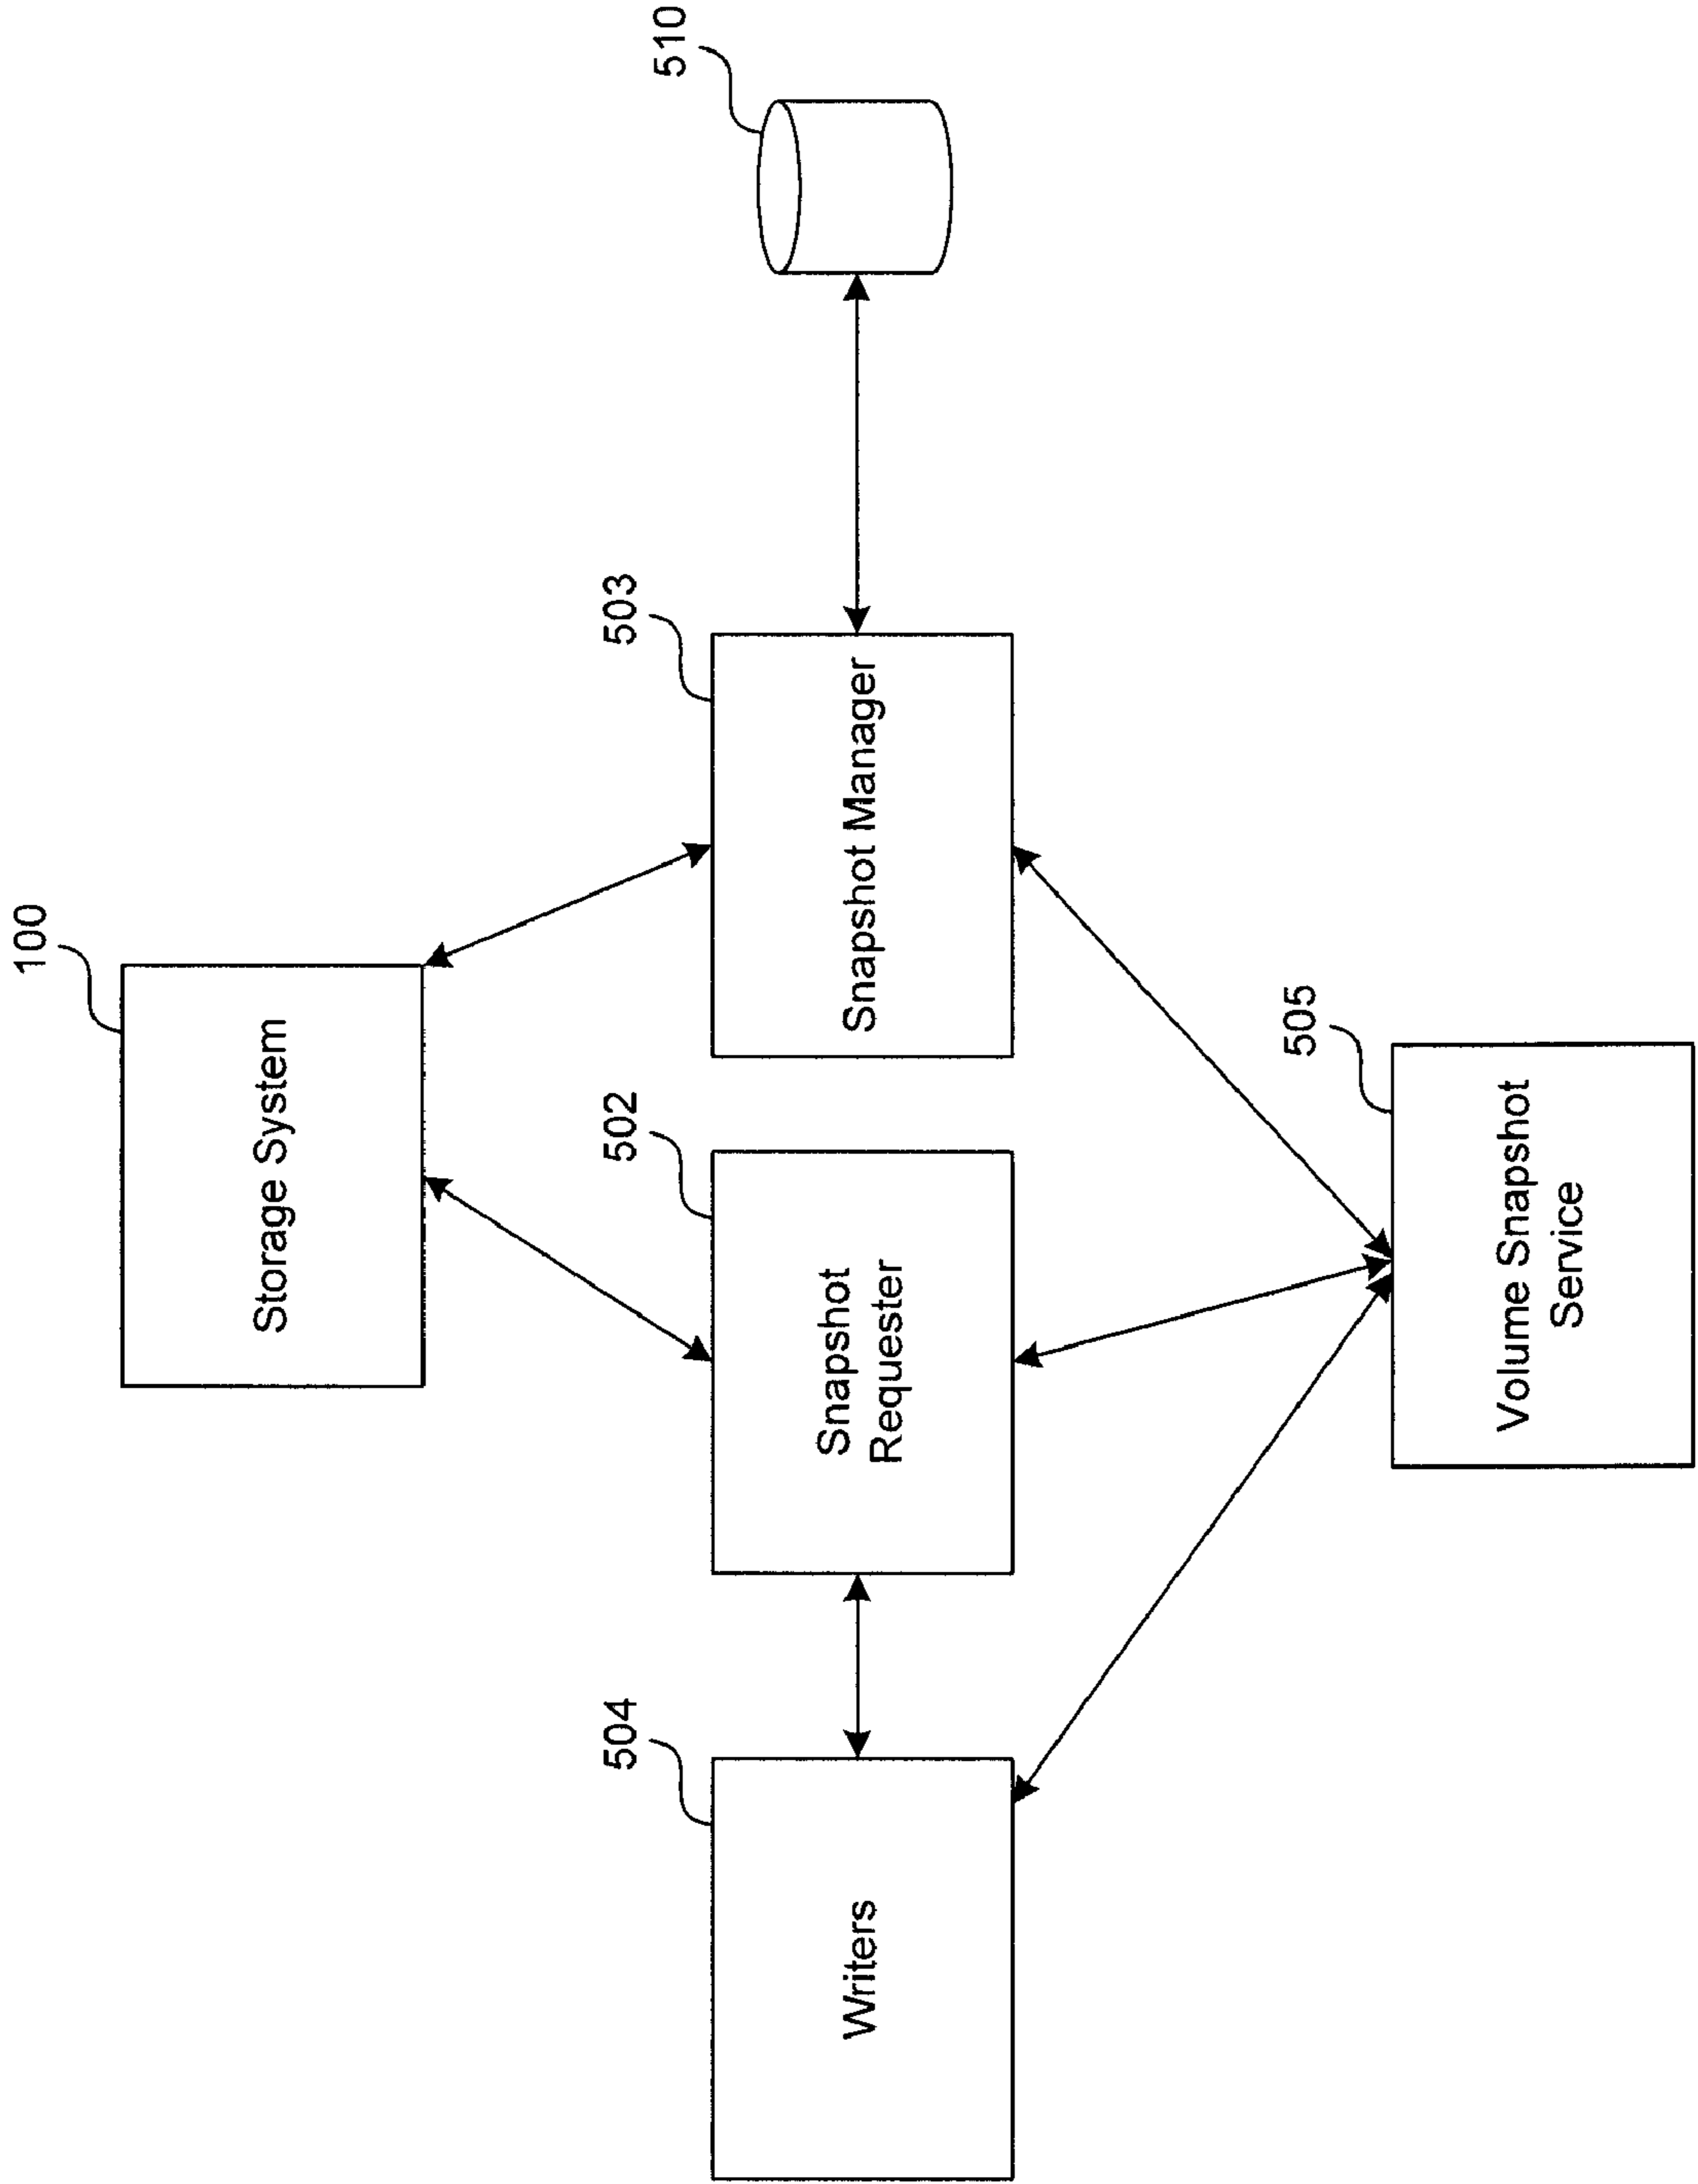 100
Storage System
504
Writers
502
Snapshot
Requester
503
Snapshot Manager
510
505
Volume Snapshot
Service